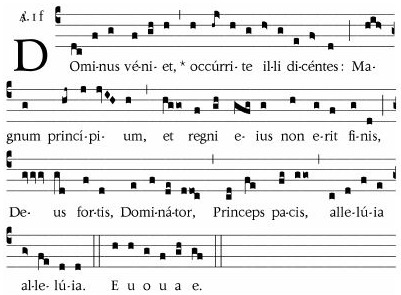 A. 1 f
DOminus véni- et, * occúrri- te il-li dicéntes : Ma-
gnum princí-pi- um, et regni e- ius non e-rit fi-nis,
De- us for-tis, Domi-ná-tor, Princeps pa-cis, alle-lú-ia
al-le- lú-ia. E u o u a e.